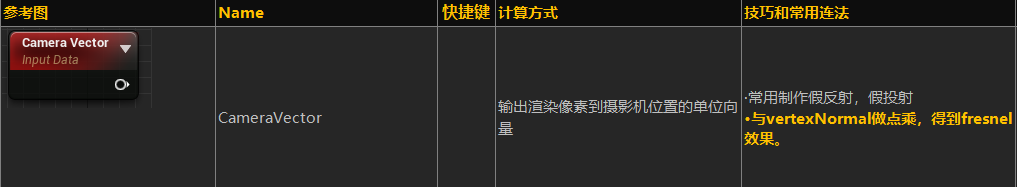 参考图 Name 快捷键 计算方式 技巧和常用连法
Camera Vector
Input Data
CameraVector
输出渲染像素到摄影机位置的单位向
量
·常用制作假反射，假投射
•与vertexNormal做点乘，得到fresnel
效果。